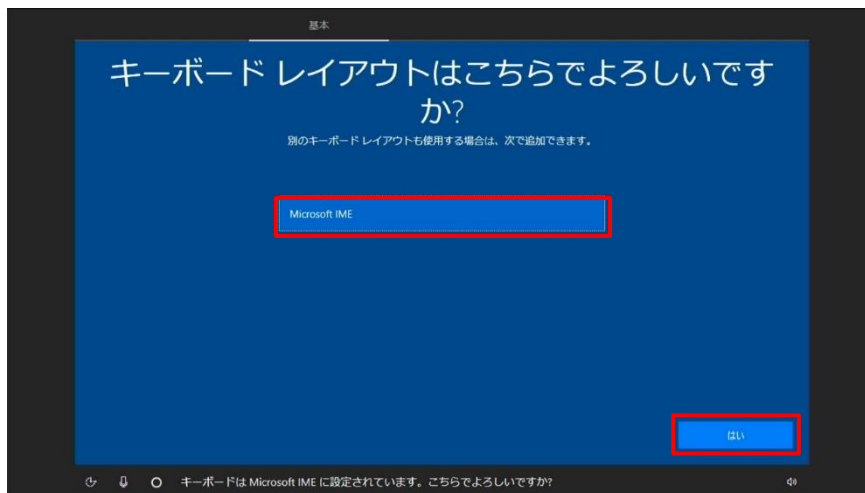 基本
キーボード レイアウトはこちらでよろしいです
か?
別のキーボード レイアウトも使用する場合は、次で追加できます。
Microsoft IME
はい
キーボードは Microsoft IME に設定されています。こちらでよろしいですか?